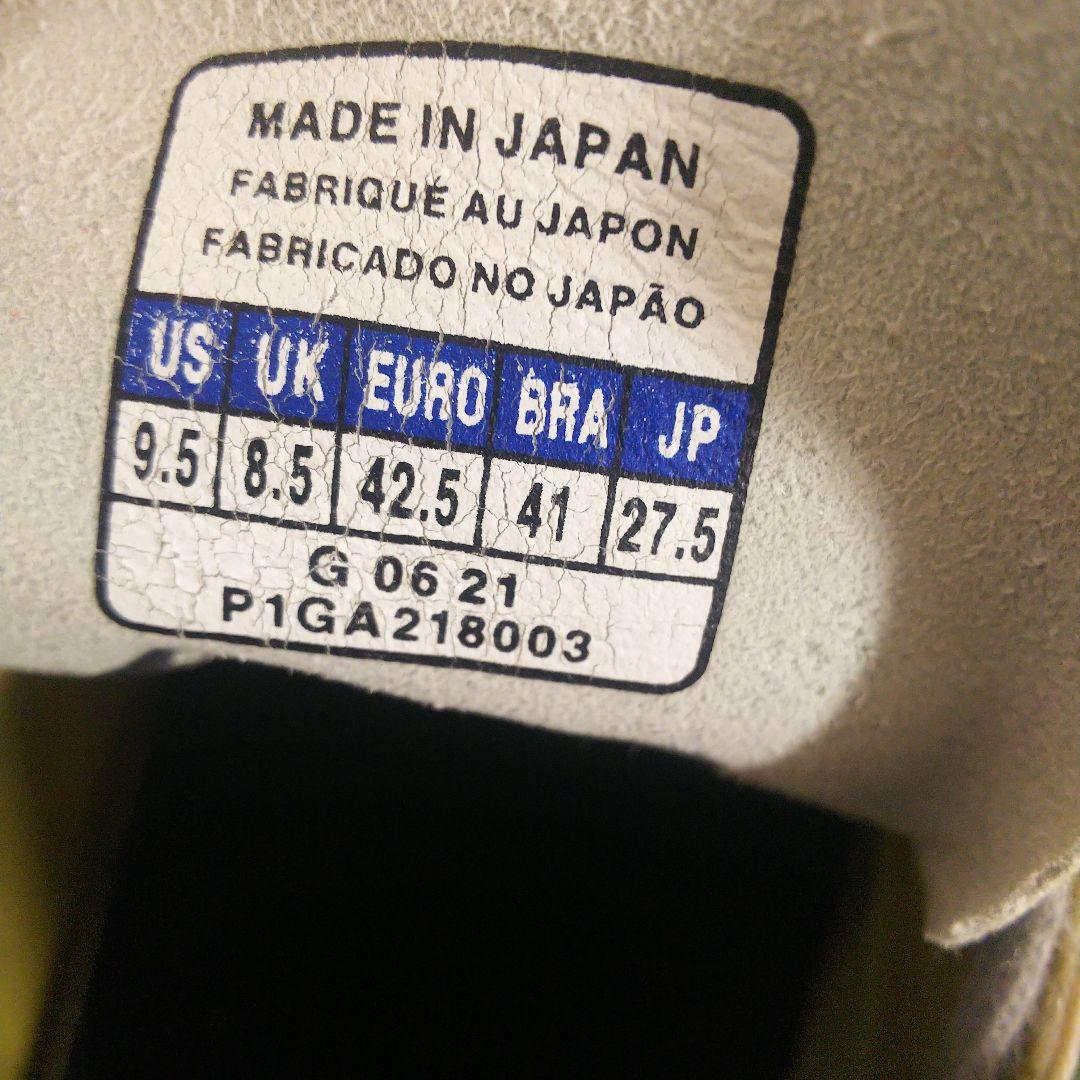 MADE IN JAPAN
FABRIQUÉ AU JAPON
FABRICADO NO JAPÃO
US UK EURO BRA JP
9.5 8.5 42.5 41 27.5
G 06 21
P1GA218003